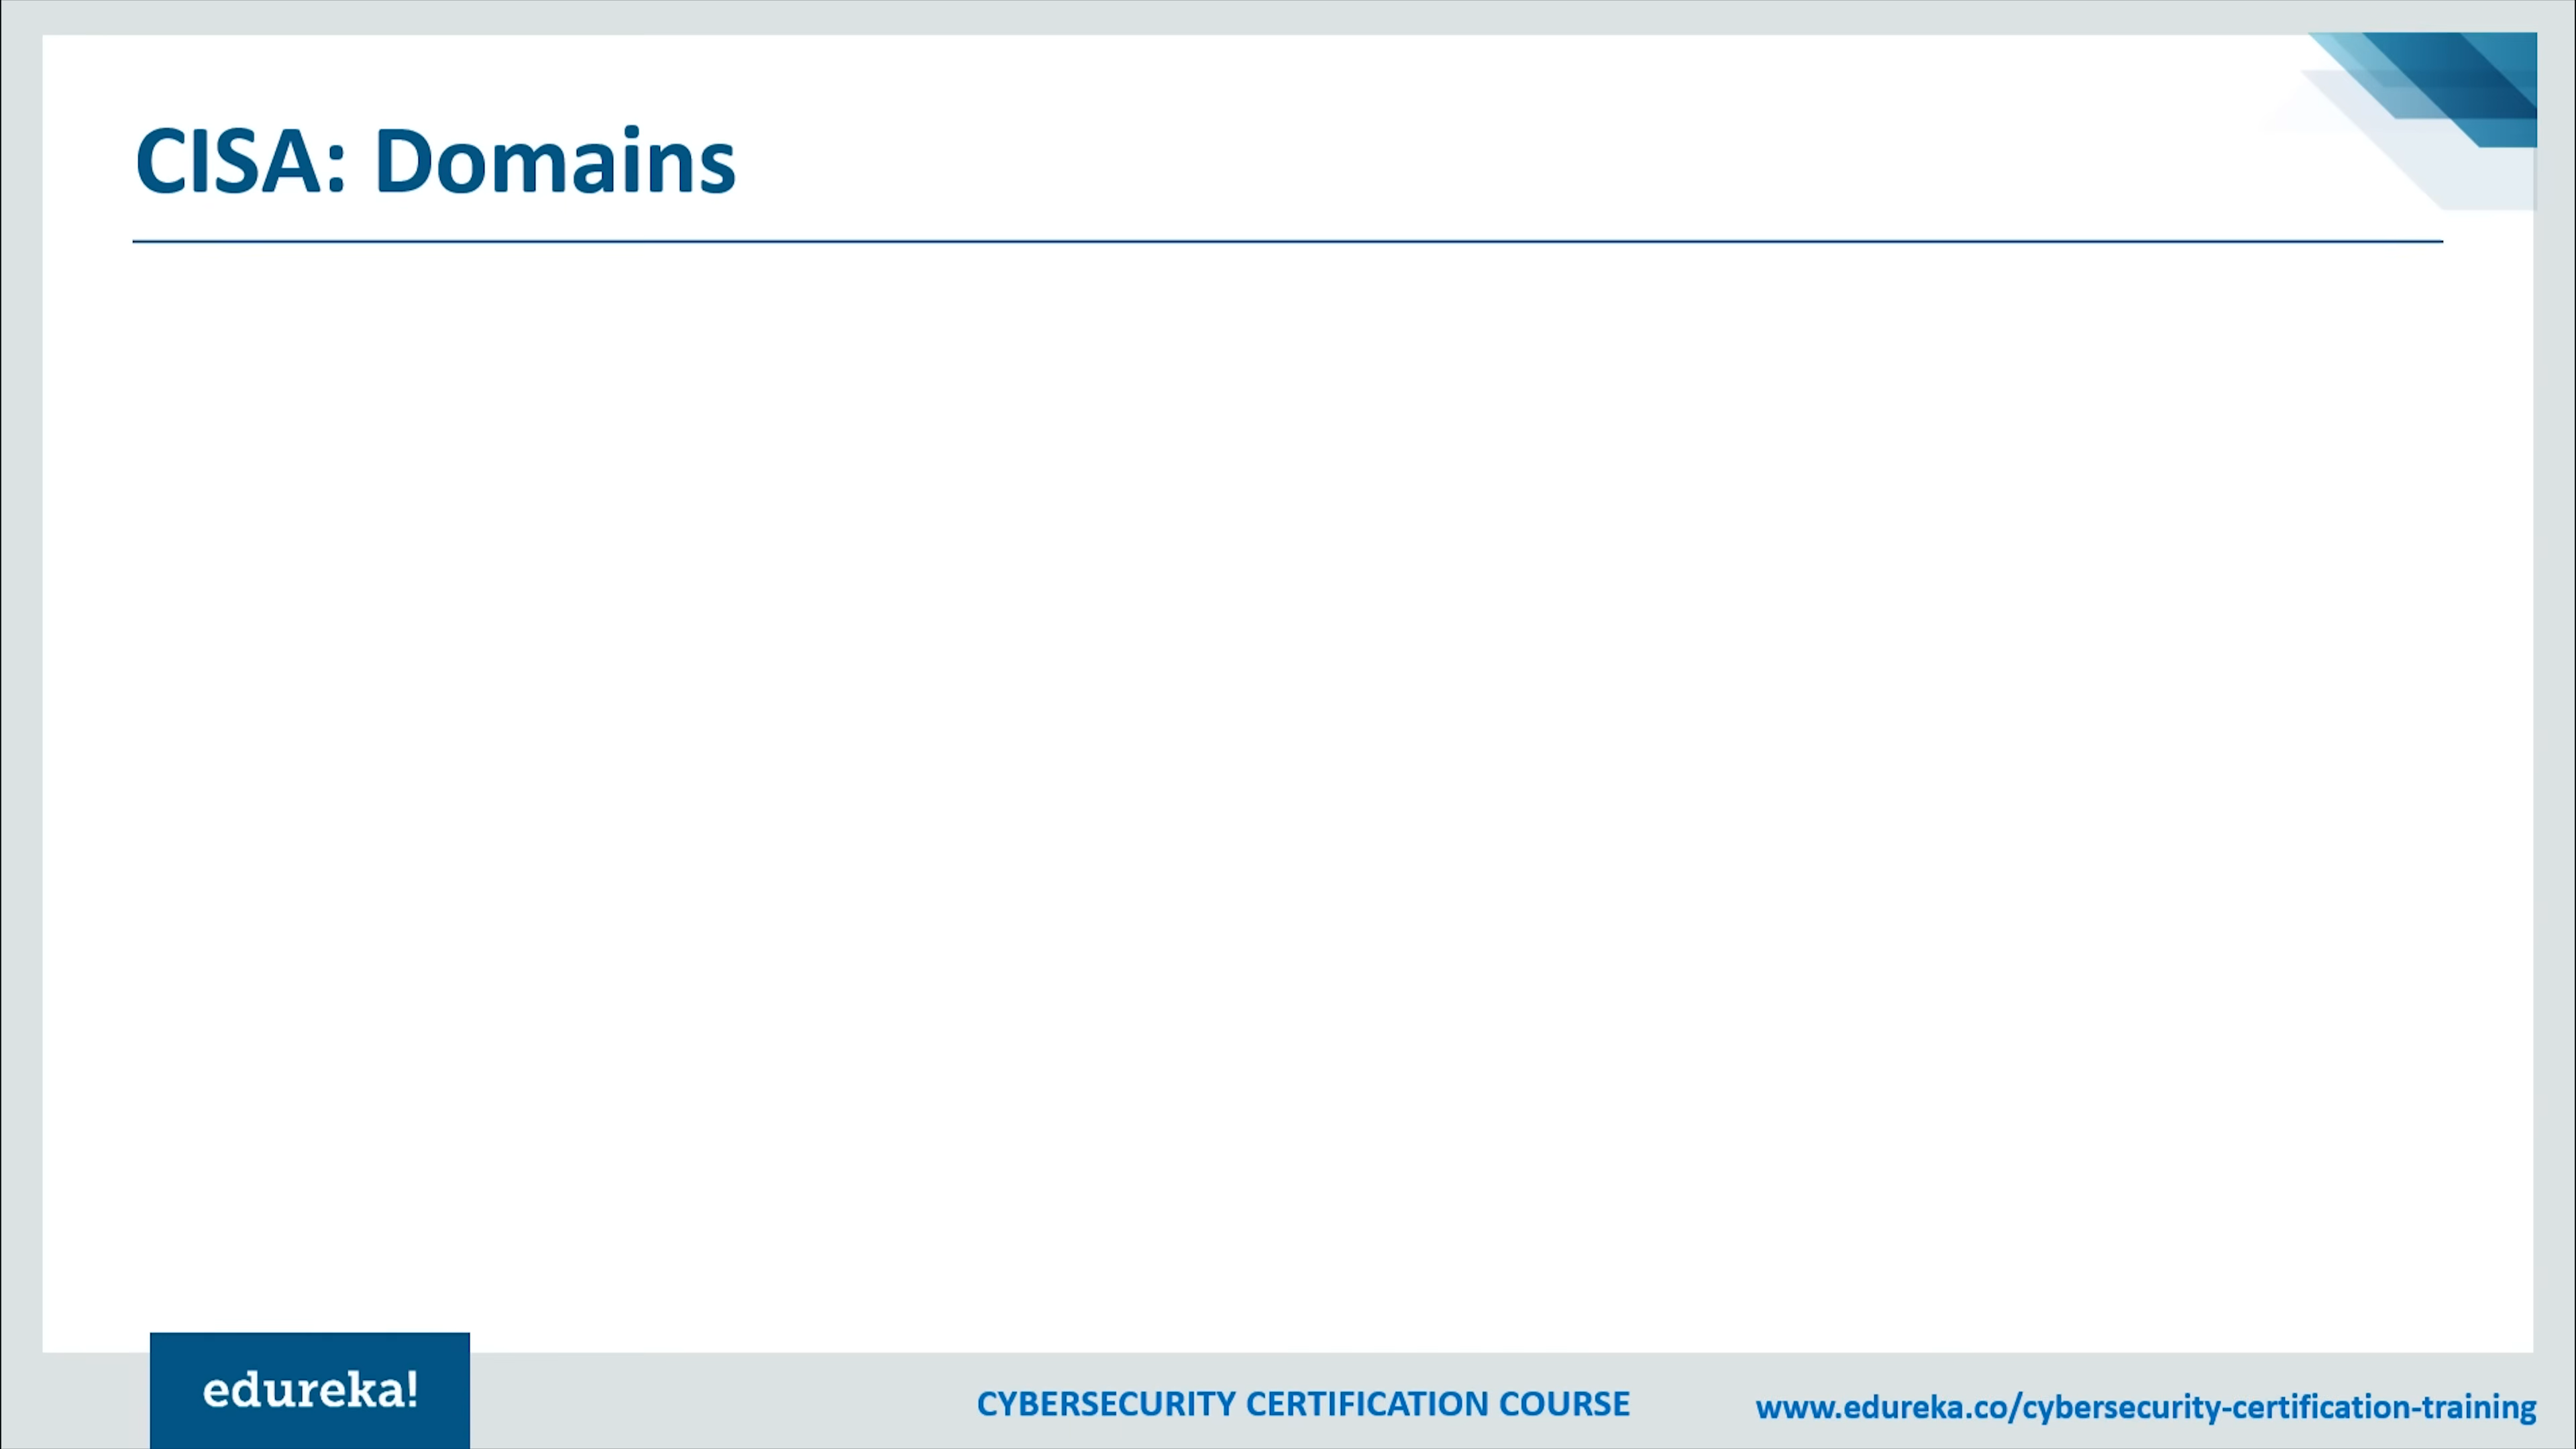 CISA: Domains
edureka!
CYBERSECURITY CERTIFICATION COURSE
www.edureka.co/cybersecurity-certification-training